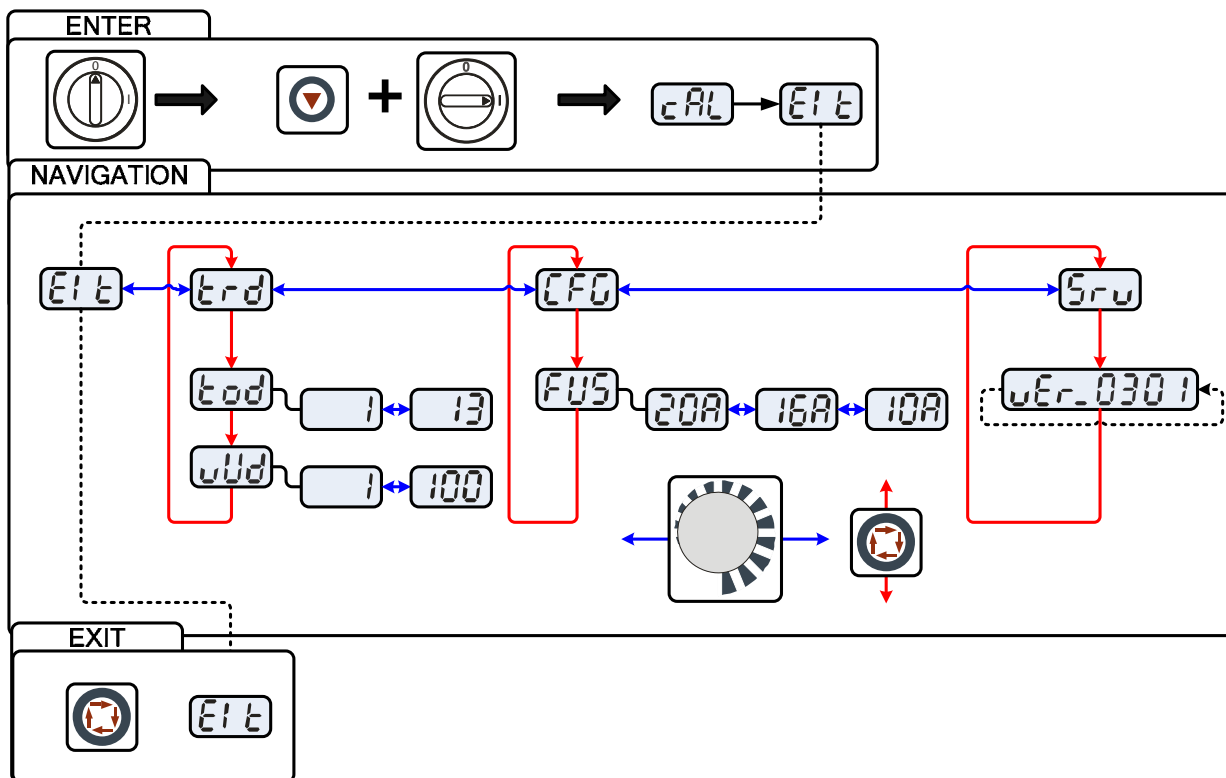 ENTER
0 I
0 I
cAL
EIt
NAVIGATION
EIt
trd
CFG
Srv
tod
1
13
FUS
20A
16A
10A
vEr_0301
vUd
1
100
EXIT
EIt